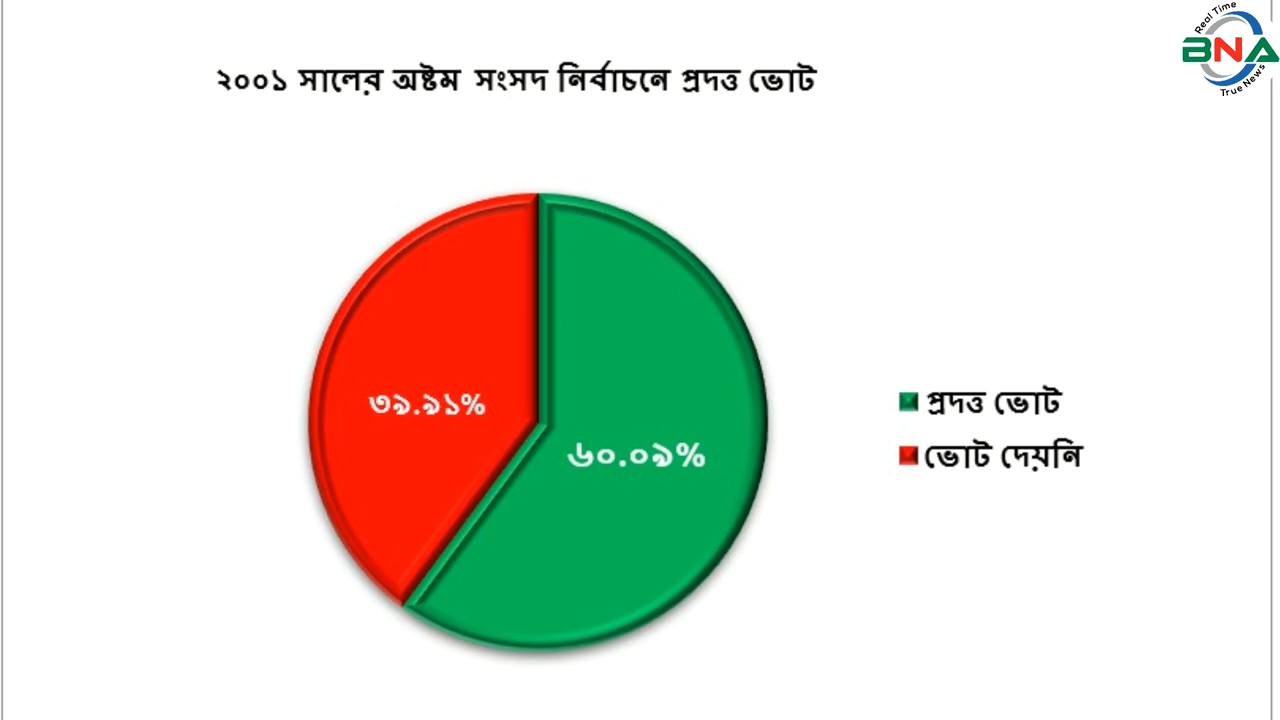 Real Time
BNA
True News
২০০১ সালের অষ্টম সংসদ নির্বাচনে প্রদত্ত ভোট
৩৯.৯১%
৬০.০৯%
প্রদত্ত ভোট
ভোট দেয়নি